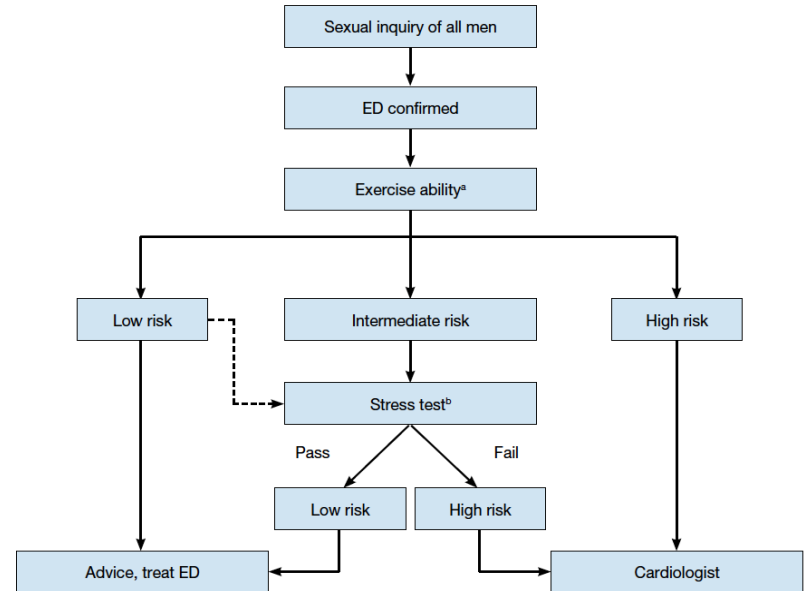 Sexual inquiry of all men
ED confirmed
Exercise abilityᵃ
Low risk
Intermediate risk
High risk
Stress testᵇ
Pass
Fail
Low risk
High risk
Advice, treat ED
Cardiologist